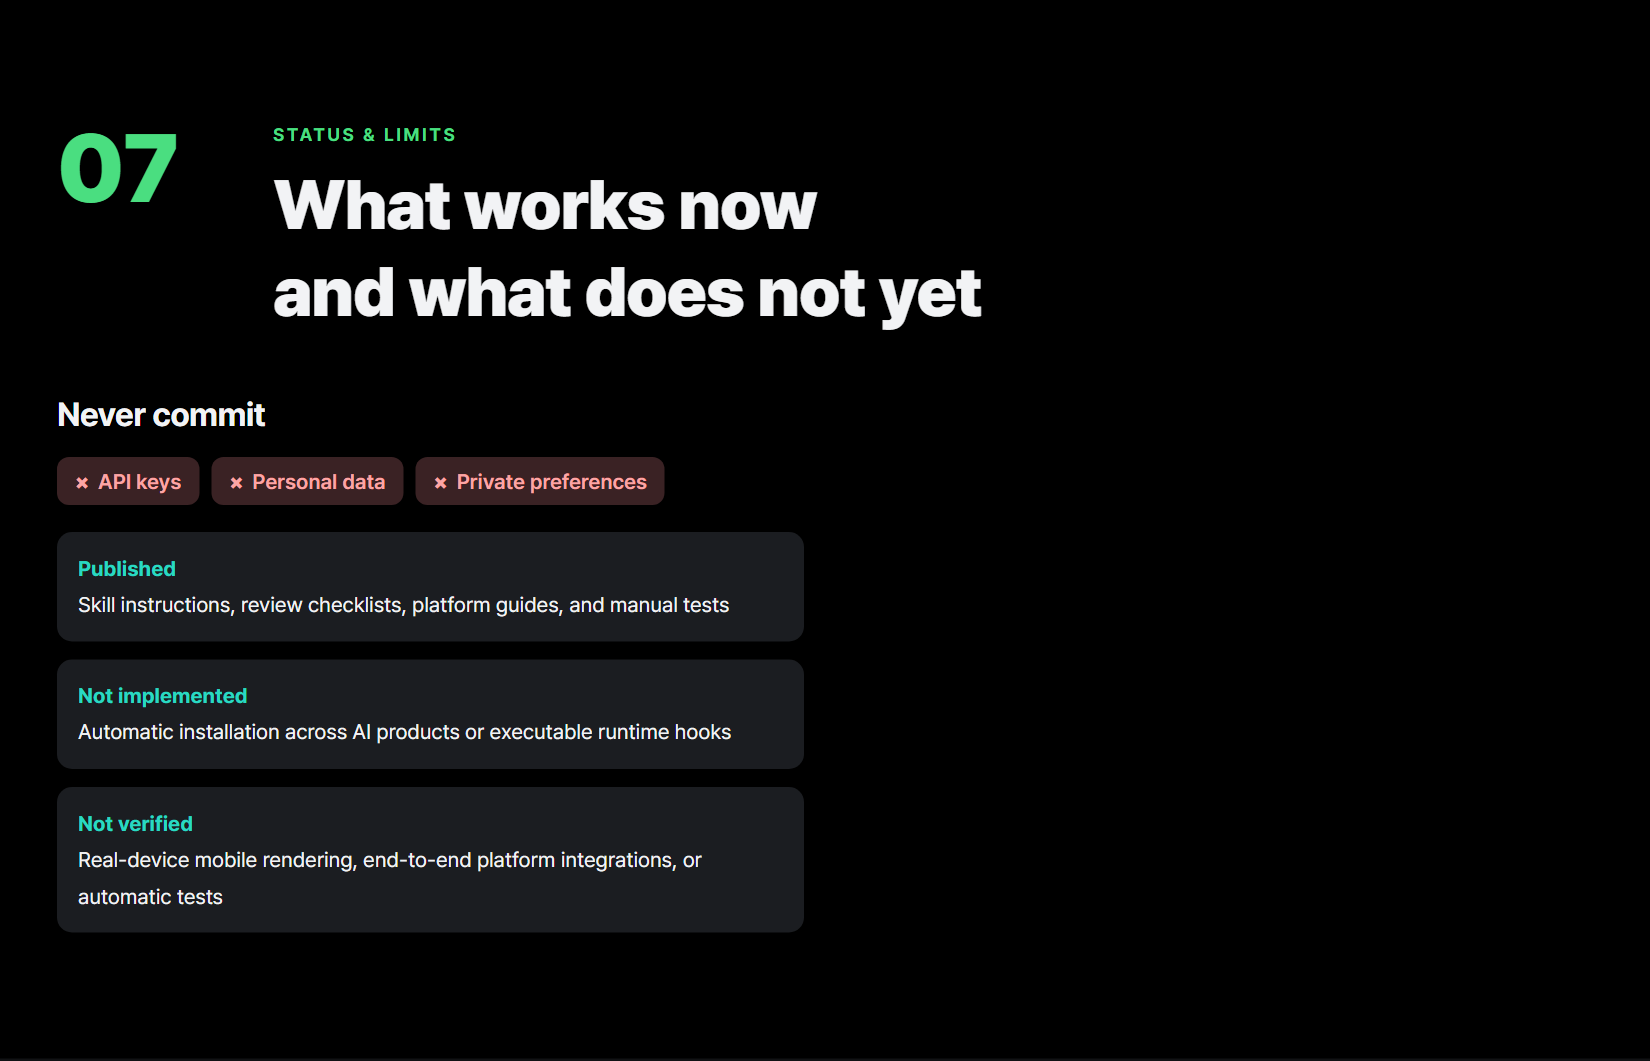 07
STATUS & LIMITS
What works now
and what does not yet
Never commit
× API keys
× Personal data
× Private preferences
Published
Skill instructions, review checklists, platform guides, and manual tests
Not implemented
Automatic installation across AI products or executable runtime hooks
Not verified
Real-device mobile rendering, end-to-end platform integrations, or
automatic tests